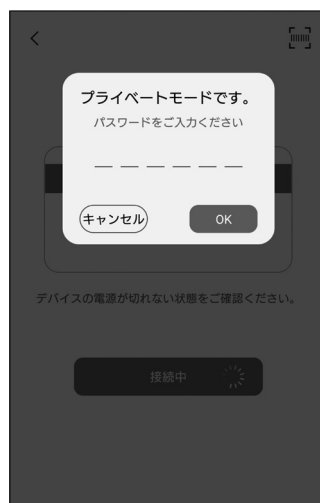 プライベートモードです。
パスワードをご入力ください
キャンセル
OK
デバイスの電源が切れない状態をご確認ください。
接続中